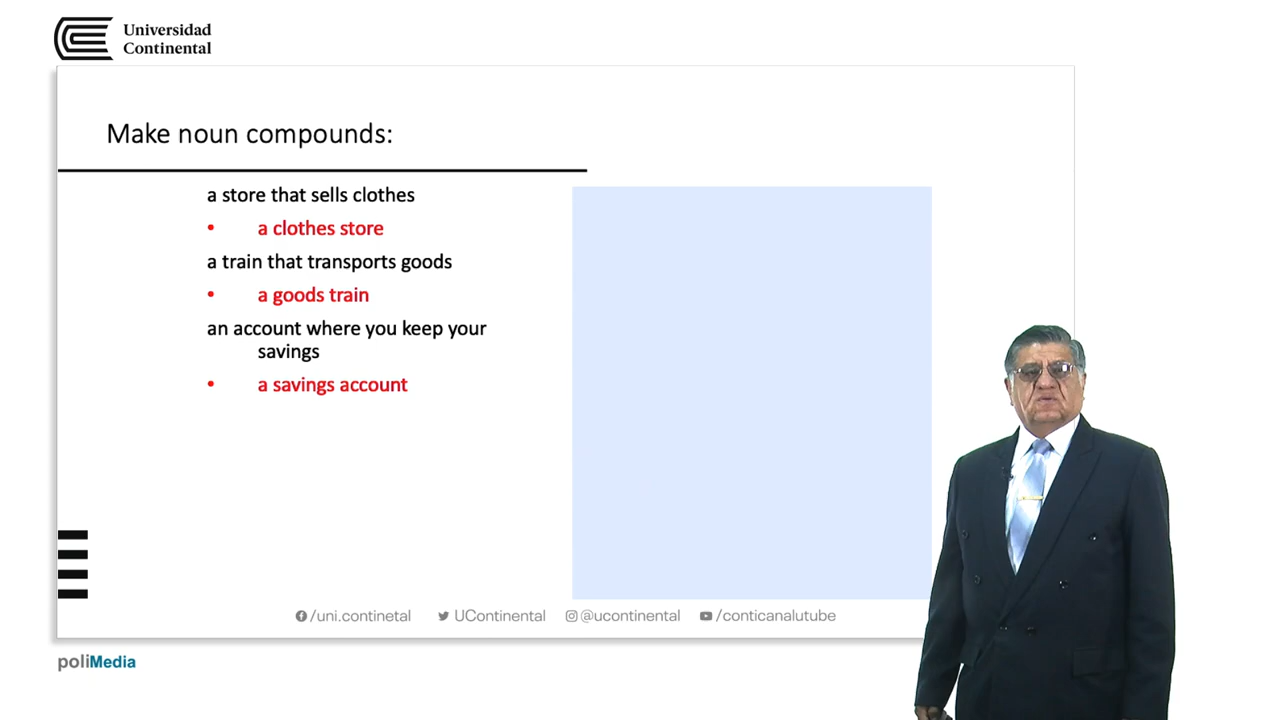 Universidad
Continental
Make noun compounds:
a store that sells clothes
• a clothes store
a train that transports goods
• a goods train
an account where you keep your
savings
• a savings account
/uni.continetal UContinental @ucontinental /conticanalutube
poliMedia